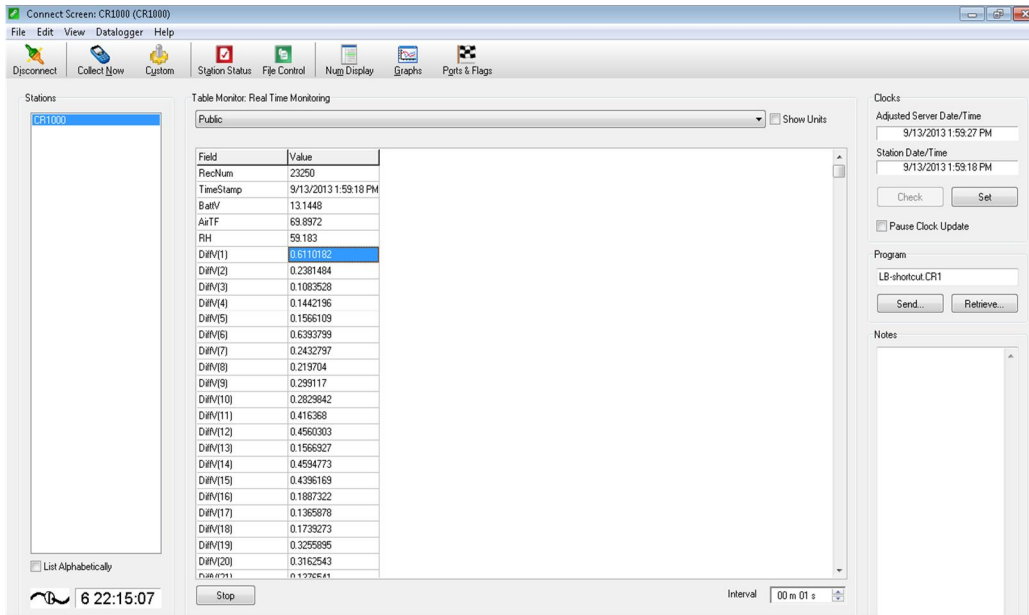 Connect Screen: CR1000 (CR1000)
File Edit View Datalogger Help
Disconnect Collect Now Custom Station Status File Control Num Display Graphs Ports & Flags
Stations
CR1000
List Alphabetically
6 22:15:07
Table Monitor: Real Time Monitoring
Public Show Units
Field Value
RecNum 23250
TimeStamp 9/13/2013 1:59:18 PM
BattV 13.1448
AirTF 69.8972
RH 59.183
DiffV(1) 0.6110182
DiffV(2) 0.2381484
DiffV(3) 0.1083528
DiffV(4) 0.1442196
DiffV(5) 0.1566109
DiffV(6) 0.6393799
DiffV(7) 0.2432797
DiffV(8) 0.219704
DiffV(9) 0.299117
DiffV(10) 0.2829842
DiffV(11) 0.416368
DiffV(12) 0.4560303
DiffV(13) 0.1566927
DiffV(14) 0.4594773
DiffV(15) 0.4396169
DiffV(16) 0.1887322
DiffV(17) 0.1365878
DiffV(18) 0.1739273
DiffV(19) 0.3255895
DiffV(20) 0.3162543
DiffV(21) 0.1276541
Stop Interval 00 m 01 s
Clocks
Adjusted Server Date/Time
9/13/2013 1:59:27 PM
Station Date/Time
9/13/2013 1:59:18 PM
Check Set
Pause Clock Update
Program
LB-shortcut.CR1
Send... Retrieve...
Notes